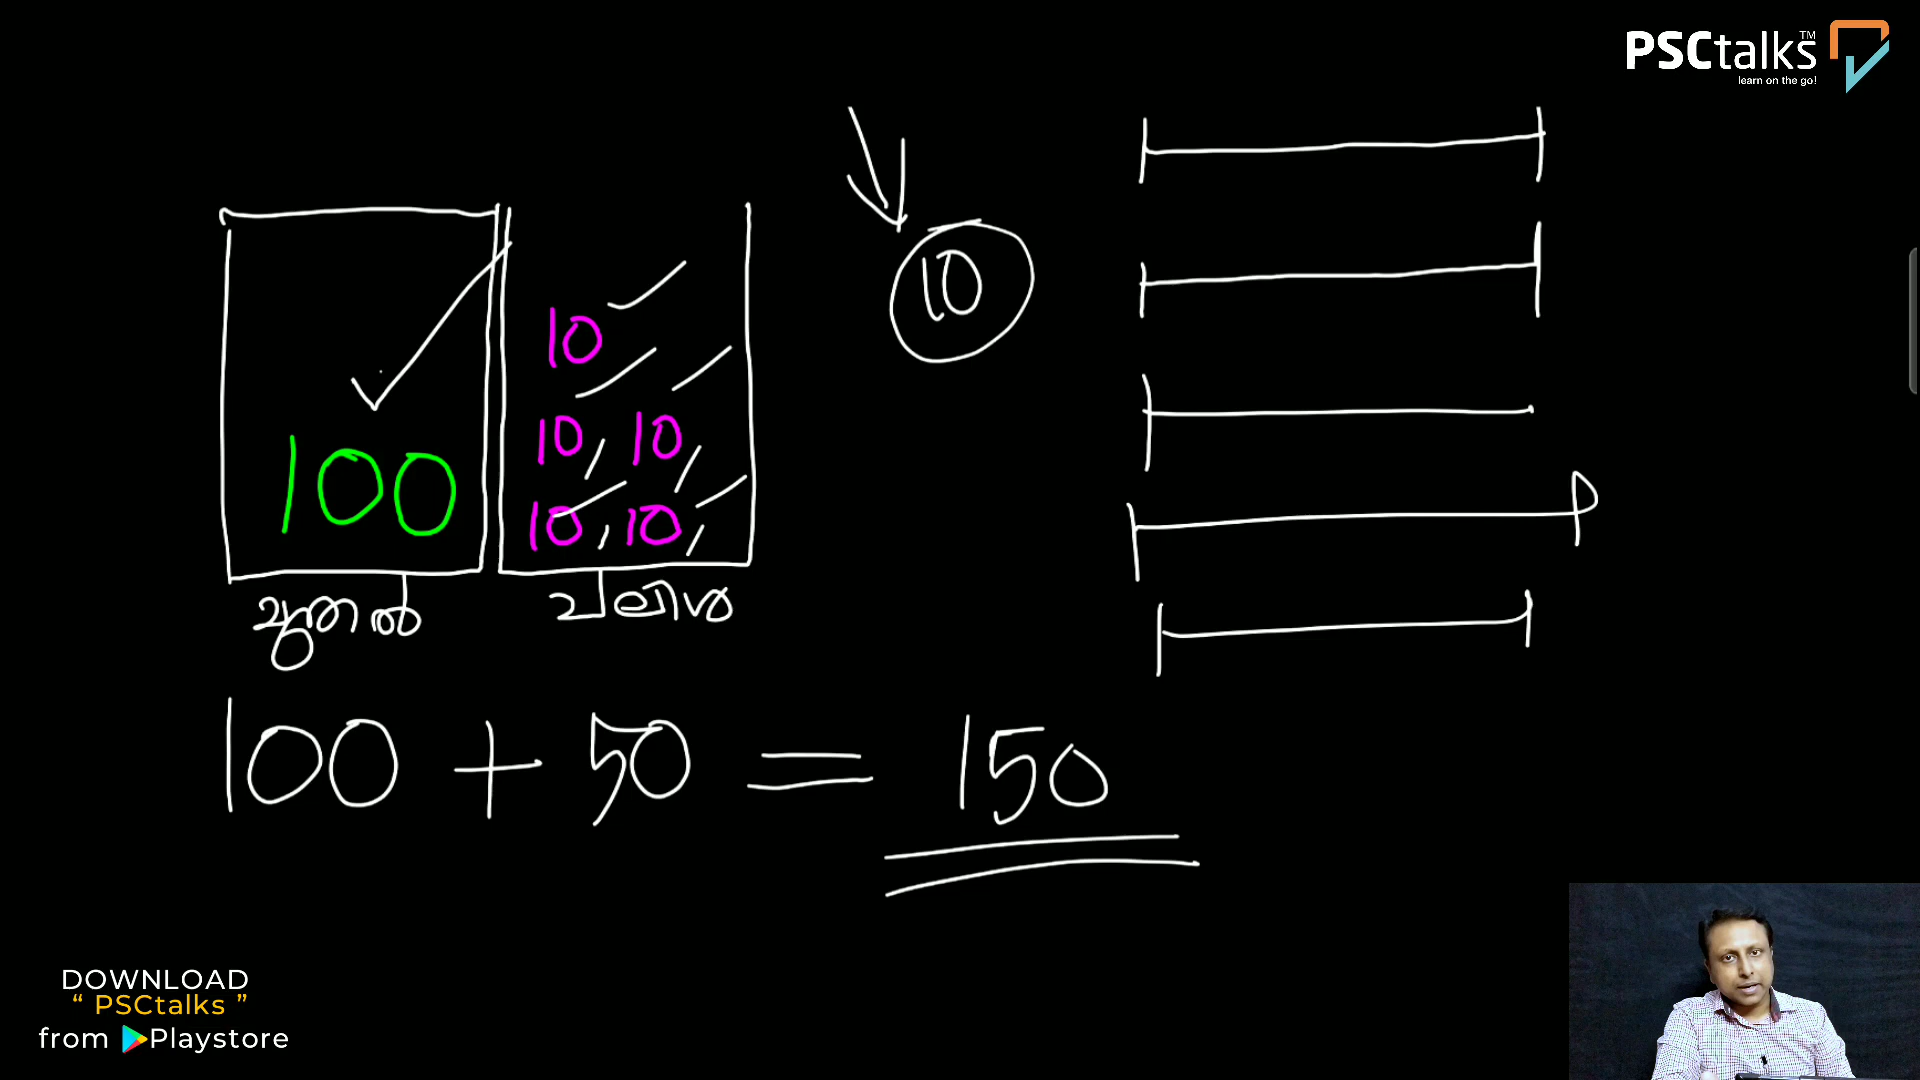 PSCtalks™
learn on the go!
10
10
10, 10,
10, 10,
100
മുതൽ
പലിശ
100 + 50 = 150
DOWNLOAD
“ PSCtalks ”
from Playstore